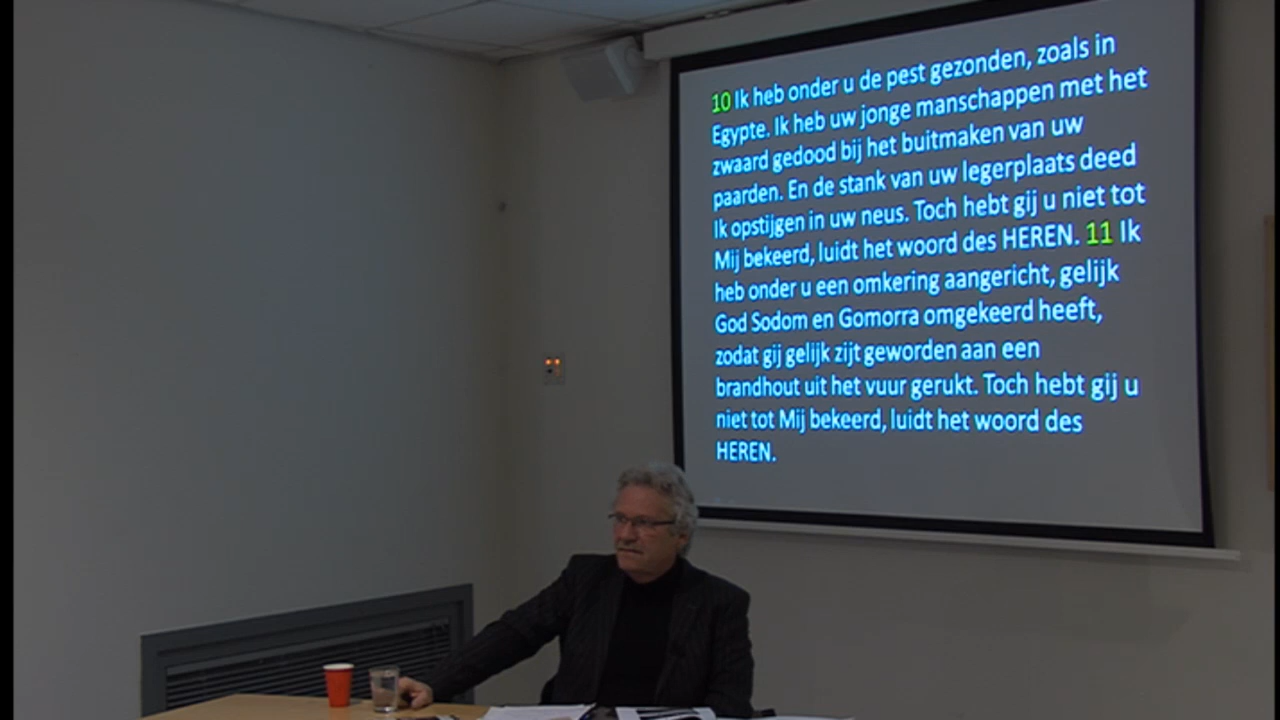 10 Ik heb onder u de pest gezonden, zoals in
Egypte. Ik heb uw jonge manschappen met het
zwaard gedood bij het buitmaken van uw
paarden. En de stank van uw legerplaats deed
Ik opstijgen in uw neus. Toch hebt gij u niet tot
Mij bekeerd, luidt het woord des HEREN. 11 Ik
heb onder u een omkering aangericht, gelijk
God Sodom en Gomorra omgekeerd heeft,
zodat gij gelijk zijt geworden aan een
brandhout uit het vuur gerukt. Toch hebt gij u
niet tot Mij bekeerd, luidt het woord des
HEREN.